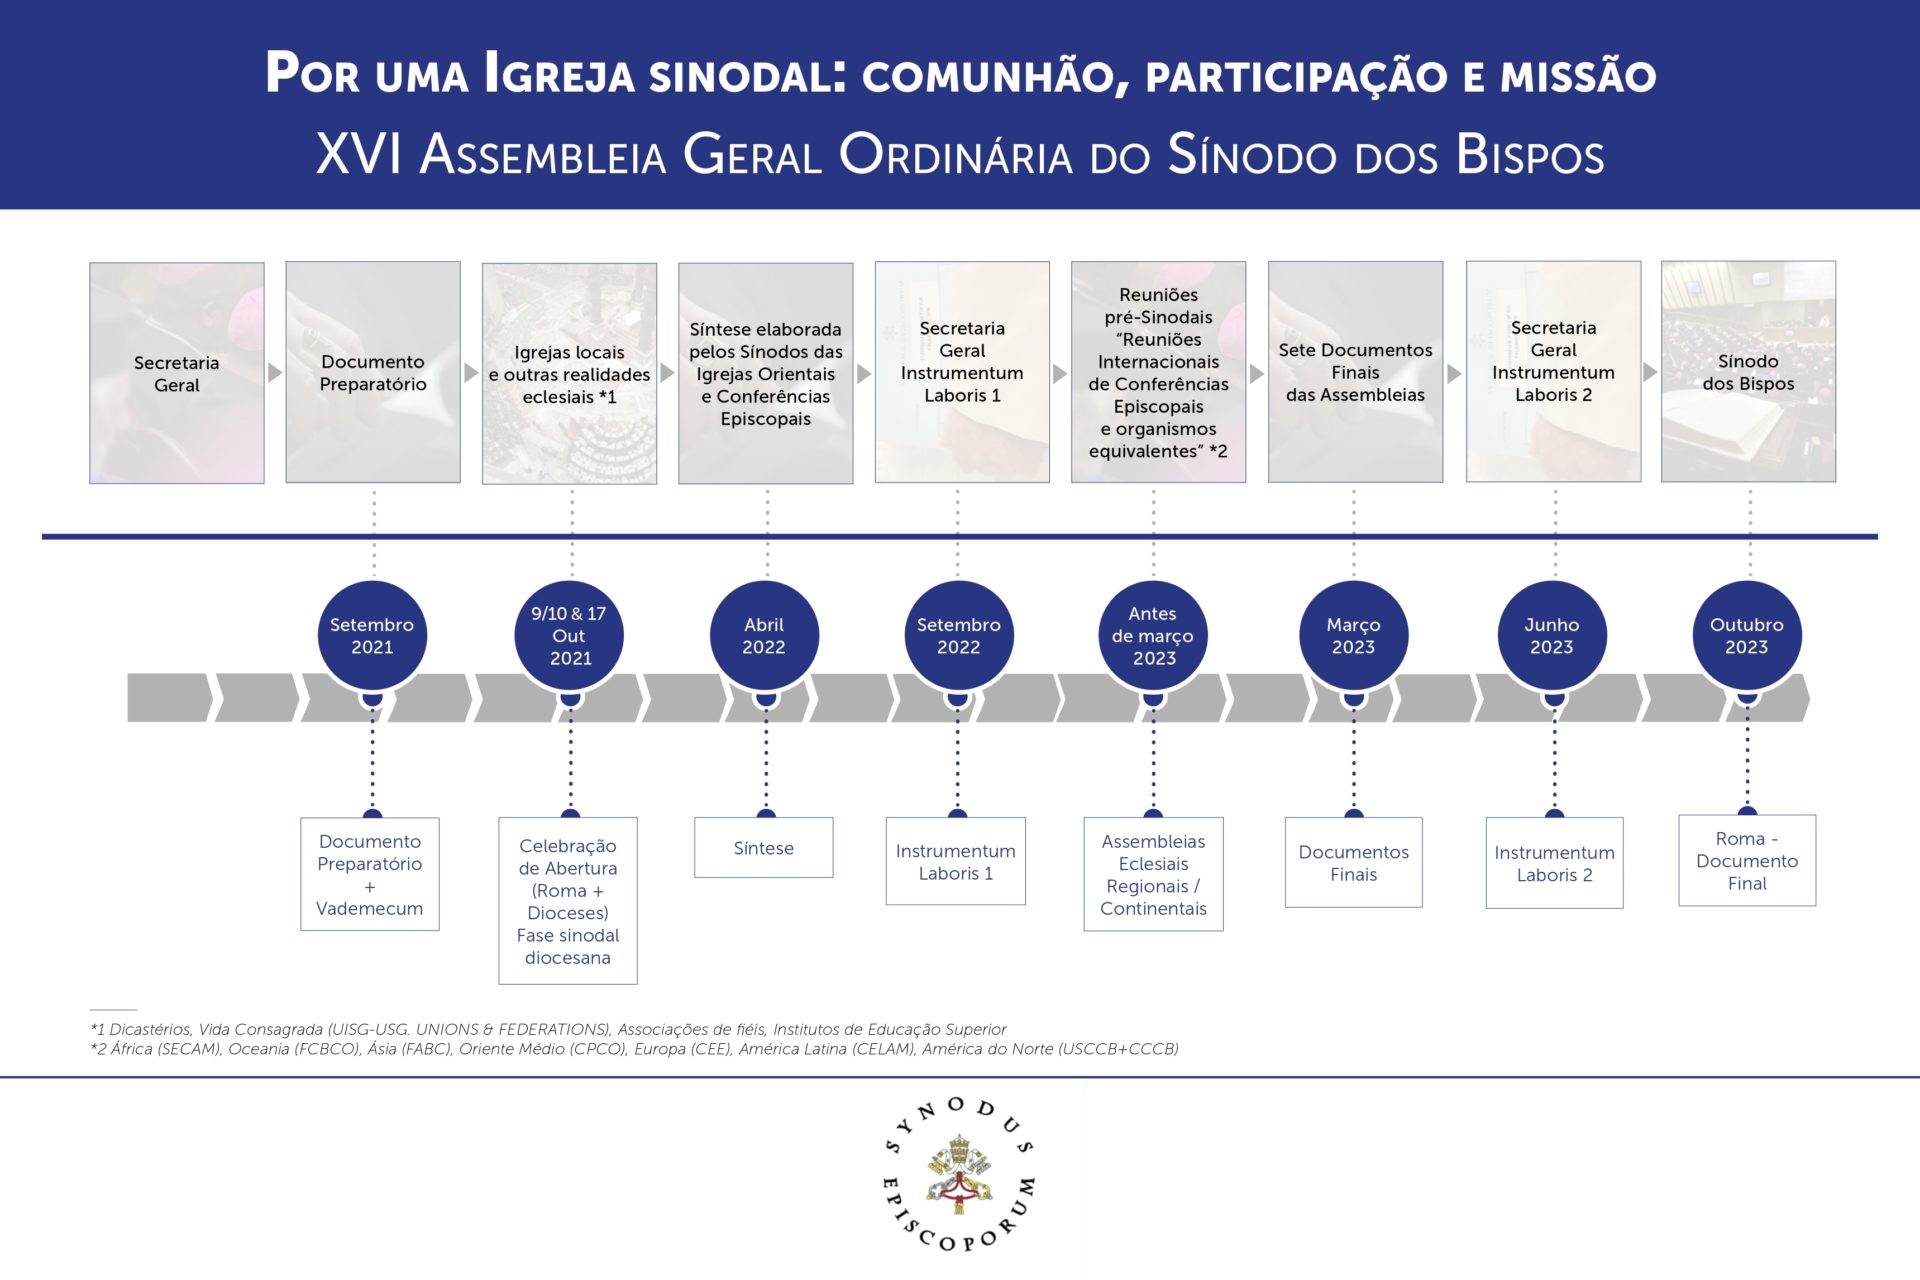 Por uma Igreja sinodal: comunhão, participação e missão
XVI Assembleia Geral Ordinária do Sínodo dos Bispos
Secretaria
Geral
Documento
Preparatório
Igrejas locais
e outras realidades
eclesiais *1
Síntese elaborada
pelos Sínodos das
Igrejas Orientais
e Conferências
Episcopais
Secretaria
Geral
Instrumentum
Laboris 1
Reuniões
pré-Sinodais
“Reuniões
Internacionais
de Conferências
Episcopais
e organismos
equivalentes” *2
Sete Documentos
Finais
das Assembleias
Secretaria
Geral
Instrumentum
Laboris 2
Sínodo
dos Bispos
Setembro
2021
9/10 & 17
Out
2021
Abril
2022
Setembro
2022
Antes
de março
2023
Março
2023
Junho
2023
Outubro
2023
Documento
Preparatório
+
Vademecum
Celebração
de Abertura
(Roma +
Dioceses)
Fase sinodal
diocesana
Síntese
Instrumentum
Laboris 1
Assembleias
Eclesiais
Regionais /
Continentais
Documentos
Finais
Instrumentum
Laboris 2
Roma -
Documento
Final
*1 Dicastérios, Vida Consagrada (UISG-USG. UNIONS & FEDERATIONS), Associações de fiéis, Institutos de Educação Superior
*2 África (SECAM), Oceania (FCBCO), Ásia (FABC), Oriente Médio (CPCO), Europa (CEE), América Latina (CELAM), América do Norte (USCCB+CCCB)
SYNODUS
EPISCOPORUM